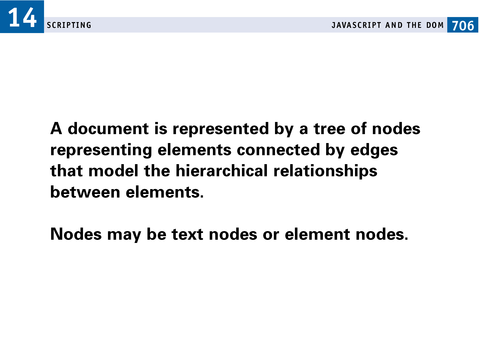 14 SCRIPTING JAVASCRIPT AND THE DOM 706
A document is represented by a tree of nodes
representing elements connected by edges
that model the hierarchical relationships
between elements.
Nodes may be text nodes or element nodes.